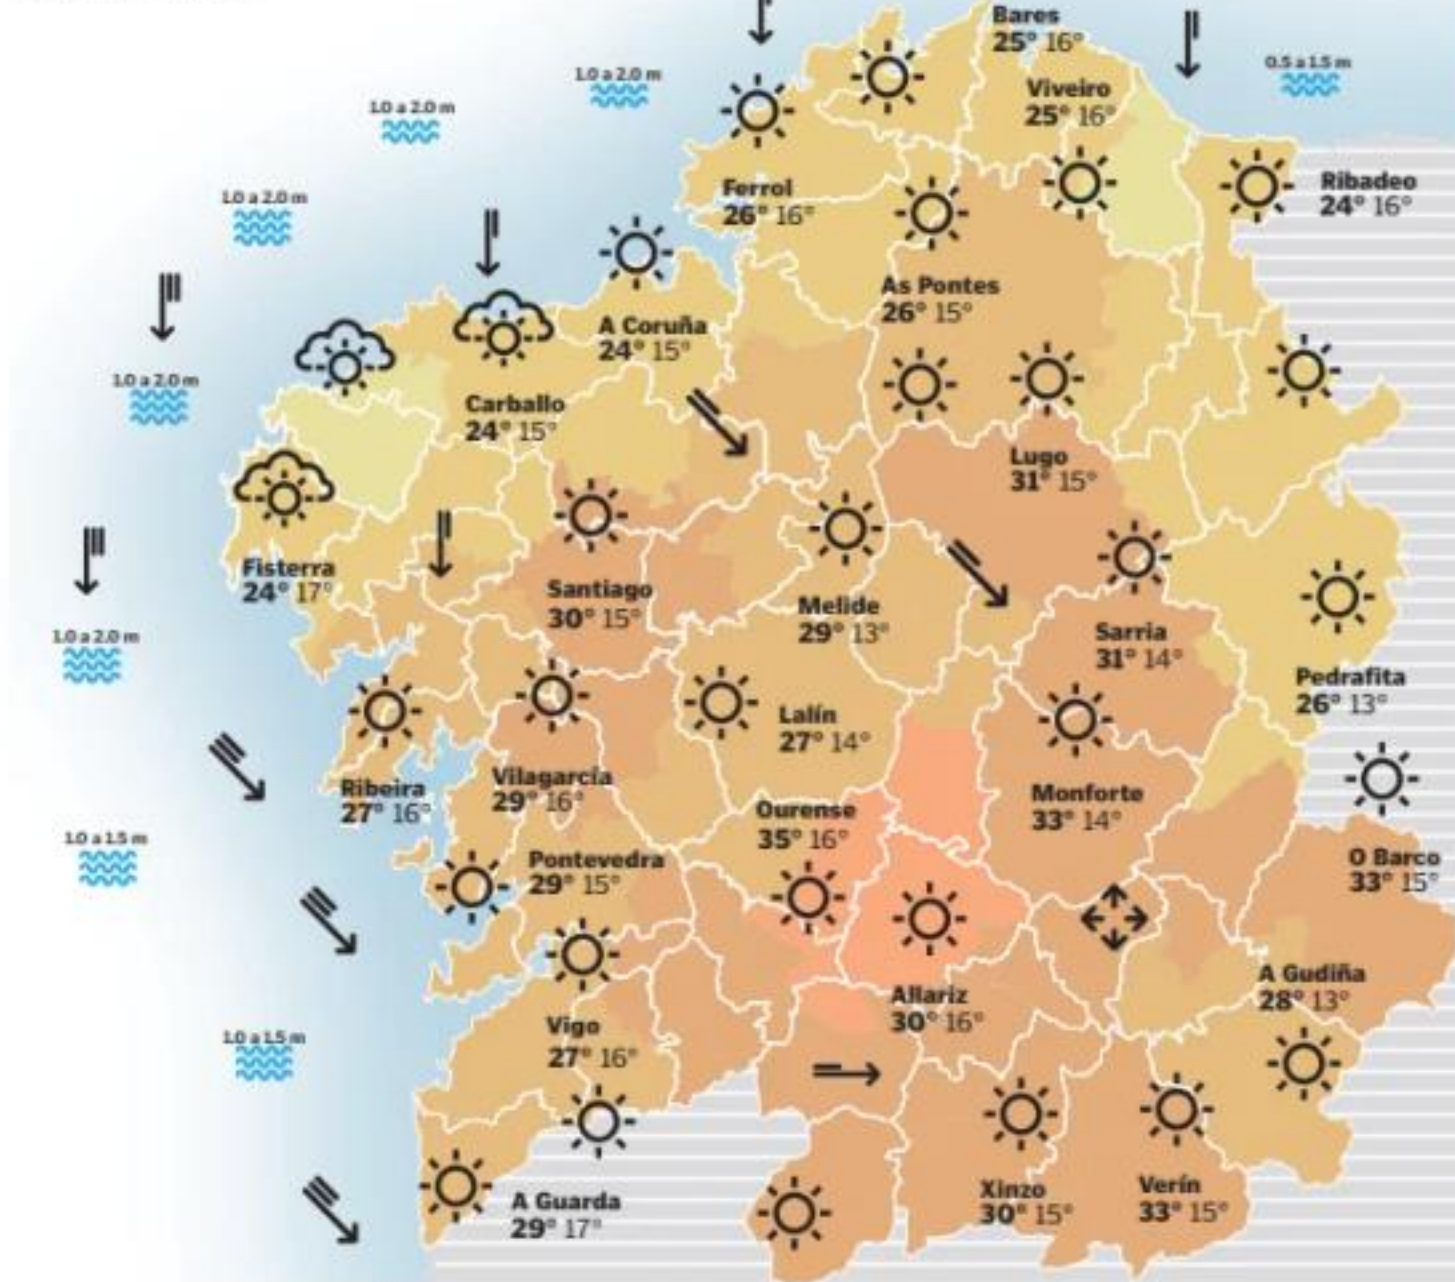 Bares
25° 16°
0.5 a 1.5 m
1.0 a 2.0 m
Viveiro
25° 16°
1.0 a 2.0 m
Ferrol
26° 16°
Ribadeo
24° 16°
1.0 a 2.0 m
As Pontes
26° 15°
A Coruña
24° 15°
1.0 a 2.0 m
Carballo
24° 15°
Lugo
31° 15°
Fisterra
24° 17°
Santiago
30° 15°
Melide
29° 13°
1.0 a 2.0 m
Sarria
31° 14°
Pedrafita
26° 13°
Lalín
27° 14°
Ribeira
27° 16°
Vilagarcía
29° 16°
Ourense
35° 16°
Monforte
33° 14°
1.0 a 1.5 m
Pontevedra
29° 15°
O Barco
33° 15°
A Gudiña
28° 13°
Allariz
30° 16°
1.0 a 1.5 m
Vigo
27° 16°
A Guarda
29° 17°
Xinzo
30° 15°
Verín
33° 15°